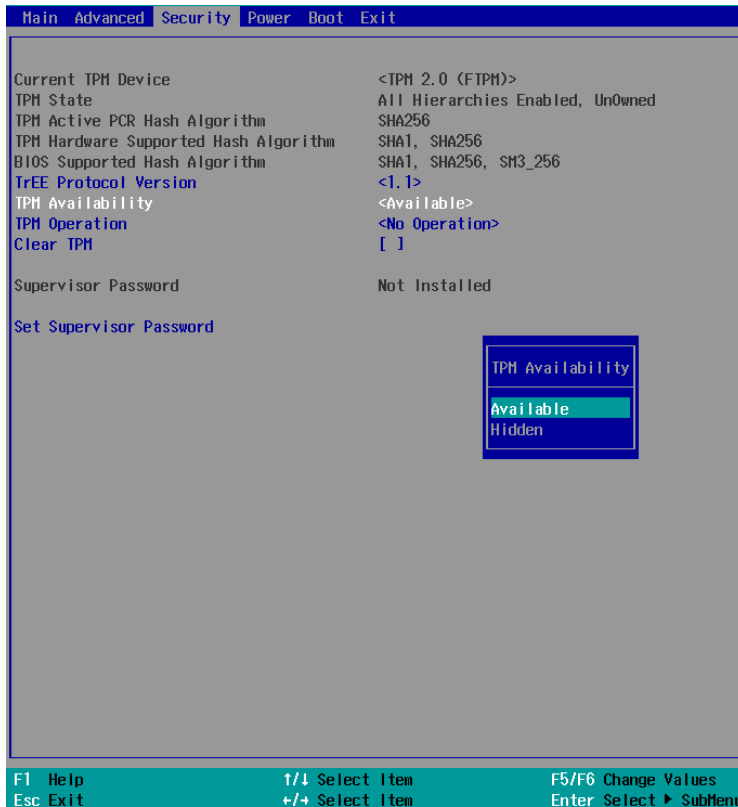 Main Advanced Security Power Boot Exit
Current TPM Device <TPM 2.0 (FTPM)>
TPM State All Hierarchies Enabled, UnOwned
TPM Active PCR Hash Algorithm SHA256
TPM Hardware Supported Hash Algorithm SHA1, SHA256
BIOS Supported Hash Algorithm SHA1, SHA256, SM3_256
TrEE Protocol Version <1.1>
TPM Availability <Available>
TPM Operation <No Operation>
Clear TPM [ ]
Supervisor Password Not Installed
Set Supervisor Password
TPM Availability
Available
Hidden
F1 Help ↑/↓ Select Item F5/F6 Change Values
Esc Exit ←/→ Select Item Enter Select ▶ SubMenu